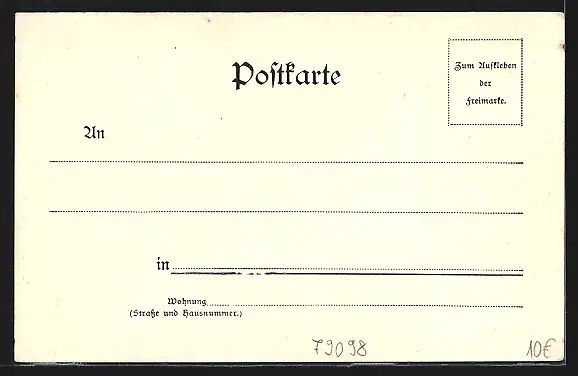 Poſtkarte
Zum Aufkleben
der
Freimarke.
An
in
Wohnung
(Straße und Hausnummer.)
79098
10€